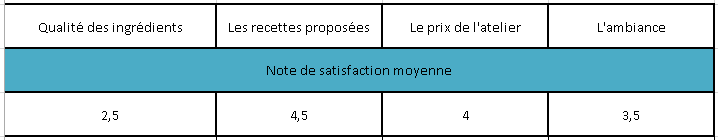 Qualité des ingrédients Les recettes proposées Le prix de l'atelier L'ambiance
Note de satisfaction moyenne
2,5 4,5 4 3,5